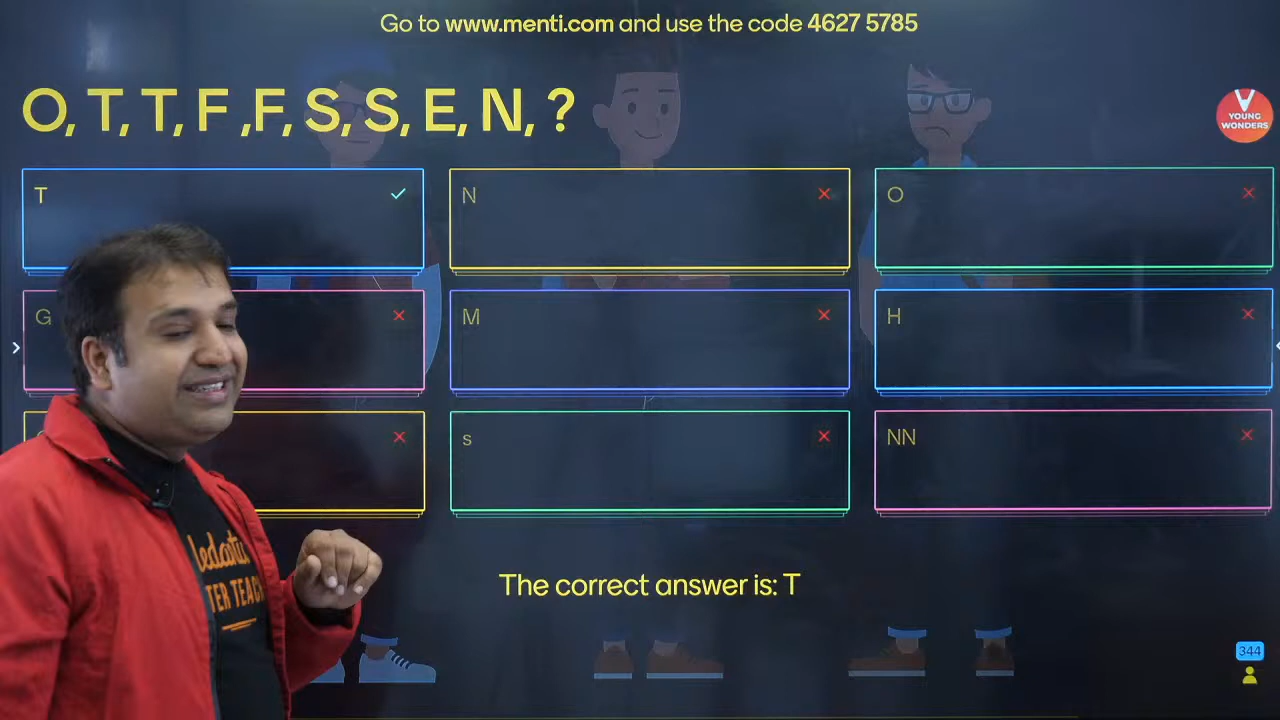 Go to www.menti.com and use the code 4627 5785
O, T, T, F ,F, S, S, E, N, ?
YOUNG
WONDERS
T
N
O
G
M
H
s
NN
The correct answer is: T
344